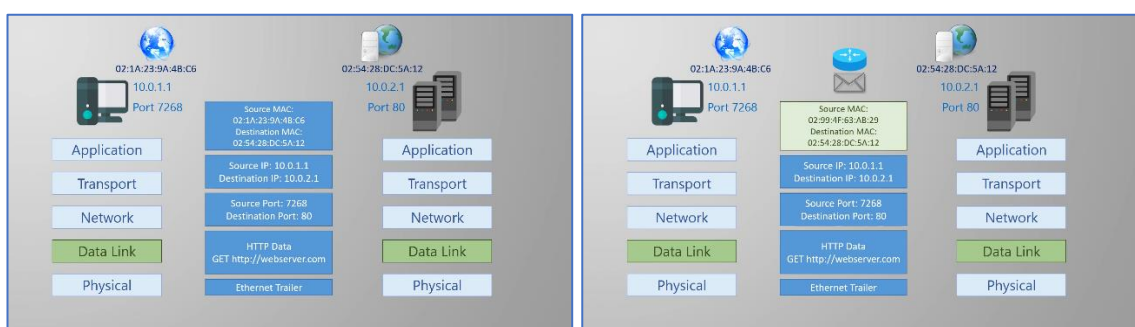 02:1A:23:9A:4B:C6
10.0.1.1
Port 7268
02:54:28:DC:5A:12
10.0.2.1
Port 80
Source MAC:
02:1A:23:9A:4B:C6
Destination MAC:
02:54:28:DC:5A:12
Source IP: 10.0.1.1
Destination IP: 10.0.2.1
Source Port: 7268
Destination Port: 80
HTTP Data
GET http://webserver.com
Ethernet Trailer
Application
Transport
Network
Data Link
Physical
Application
Transport
Network
Data Link
Physical
02:1A:23:9A:4B:C6
10.0.1.1
Port 7268
02:54:28:DC:5A:12
10.0.2.1
Port 80
Source MAC:
02:99:4F:63:AB:29
Destination MAC:
02:54:28:DC:5A:12
Source IP: 10.0.1.1
Destination IP: 10.0.2.1
Source Port: 7268
Destination Port: 80
HTTP Data
GET http://webserver.com
Ethernet Trailer
Application
Transport
Network
Data Link
Physical
Application
Transport
Network
Data Link
Physical